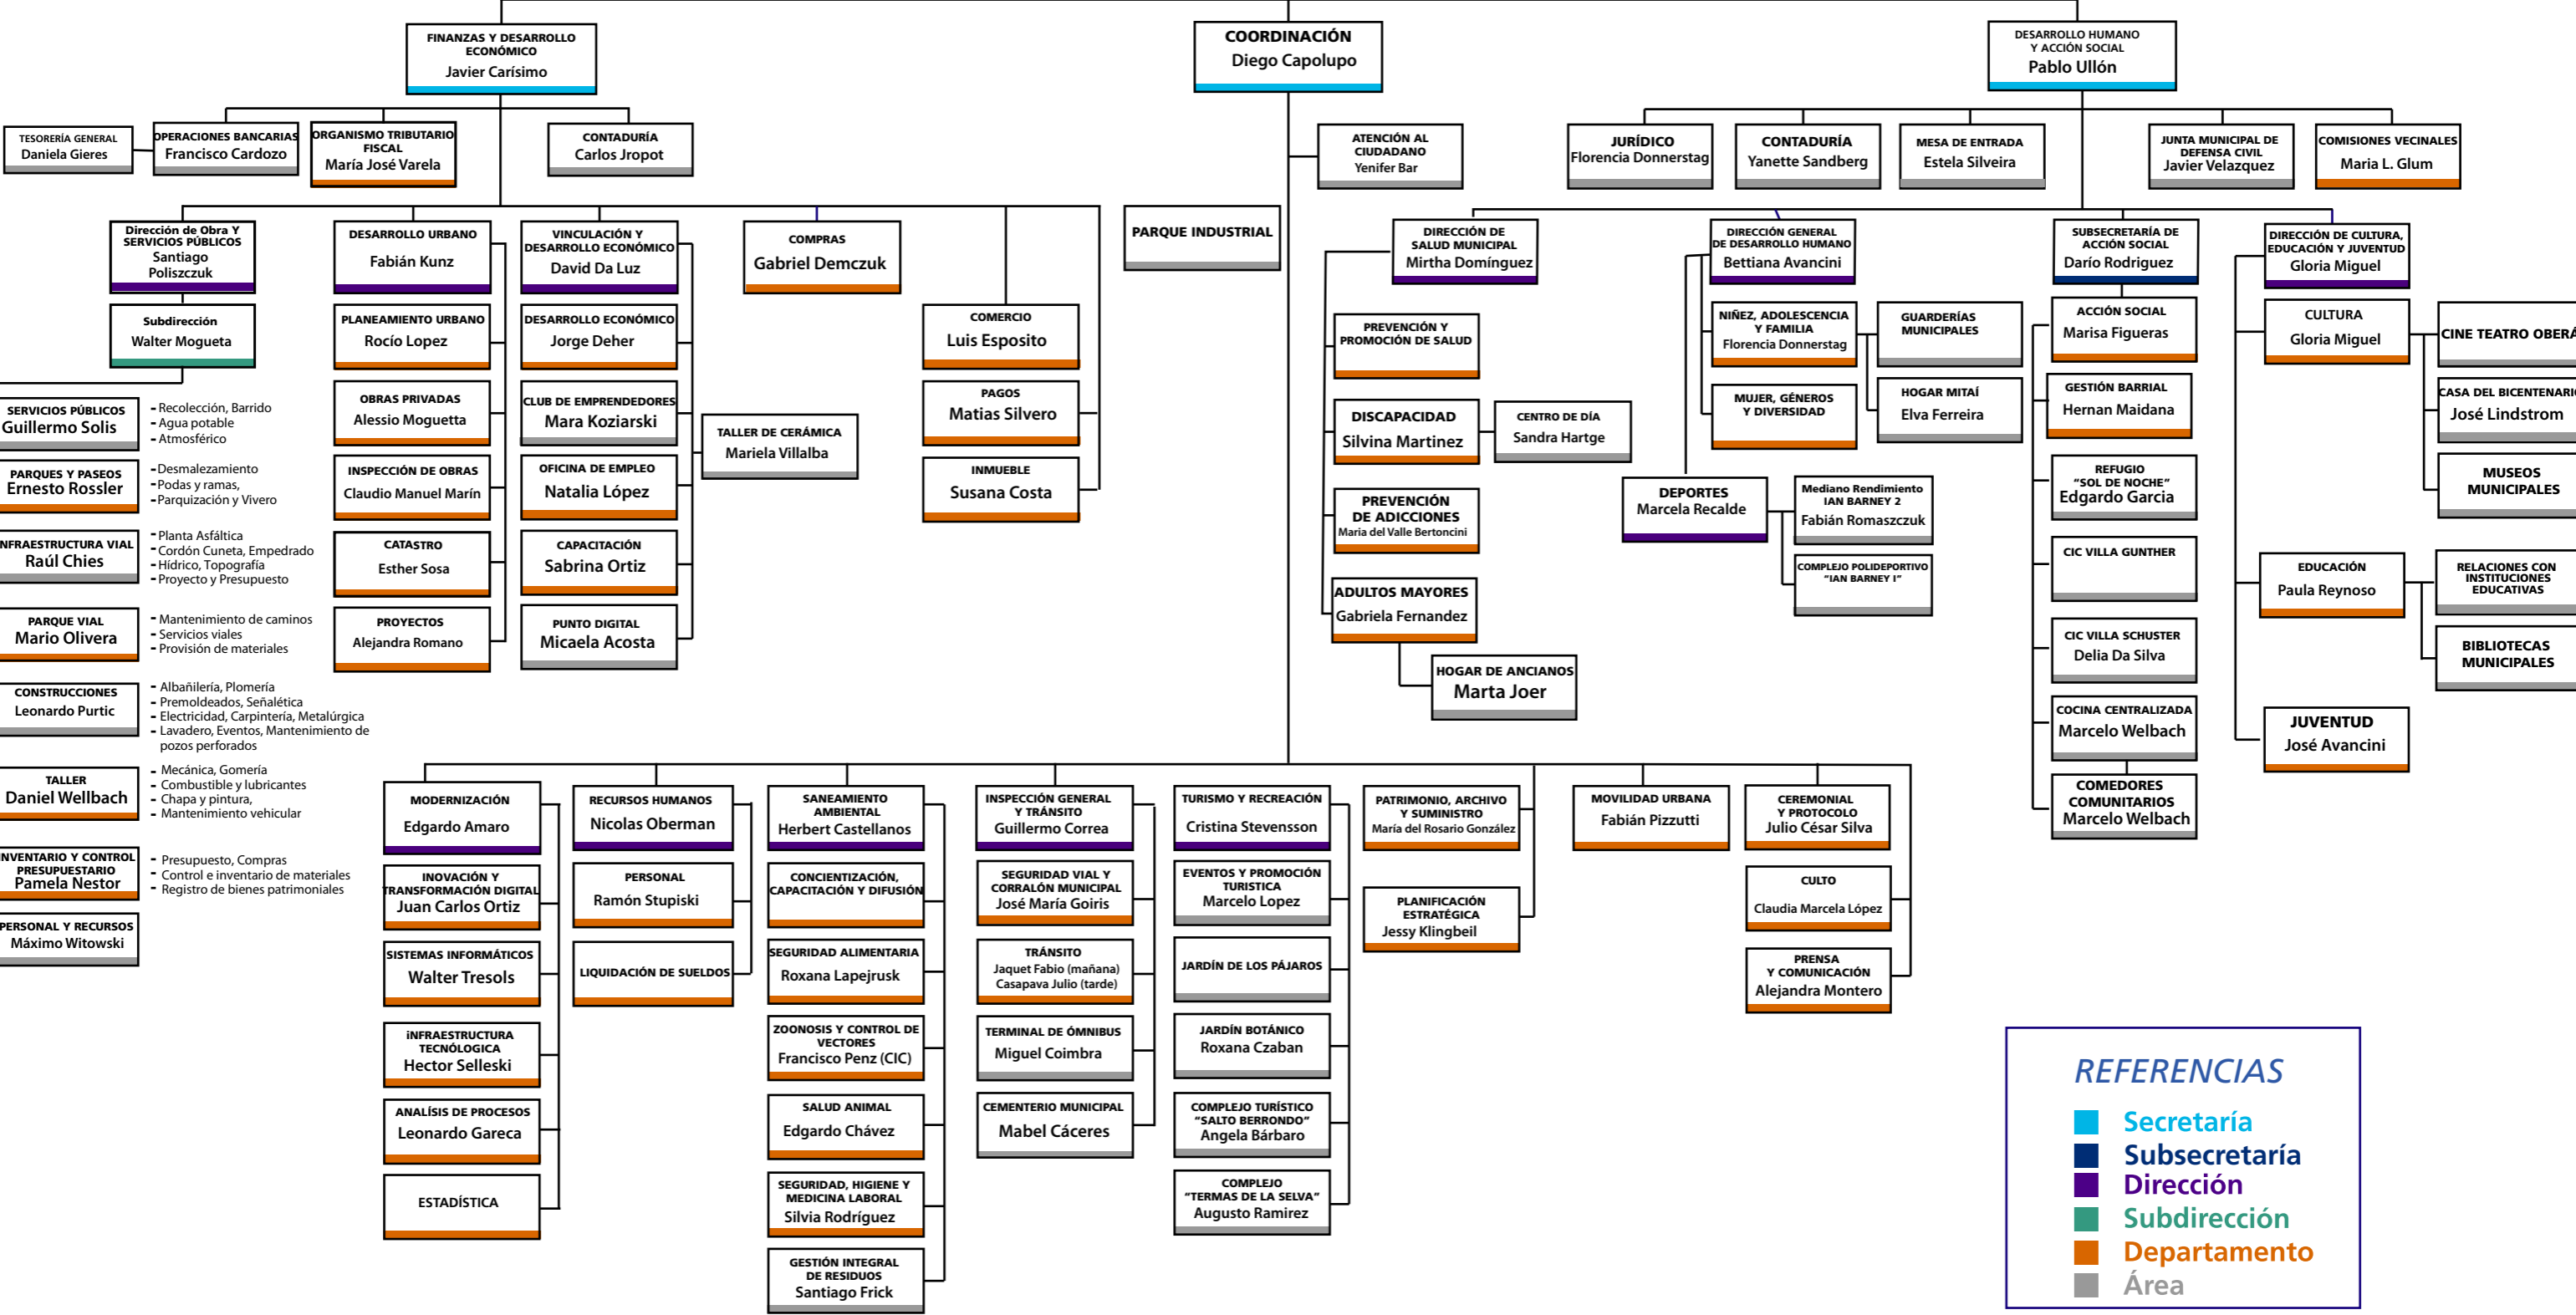 FINANZAS Y DESARROLLO
ECONÓMICO
Javier Carísimo
COORDINACIÓN
Diego Capolupo
DESARROLLO HUMANO
Y ACCIÓN SOCIAL
Pablo Ullón
TESORERÍA GENERAL
Daniela Gieres
OPERACIONES BANCARIAS
Francisco Cardozo
ORGANISMO TRIBUTARIO
FISCAL
María José Varela
CONTADURÍA
Carlos Jropot
ATENCIÓN AL
CIUDADANO
Yenifer Bar
JURÍDICO
Florencia Donnerstag
CONTADURÍA
Yanette Sandberg
MESA DE ENTRADA
Estela Silveira
JUNTA MUNICIPAL DE
DEFENSA CIVIL
Javier Velazquez
COMISIONES VECINALES
Maria L. Glum
Dirección de Obra Y
SERVICIOS PÚBLICOS
Santiago
Poliszczuk
Subdirección
Walter Mogueta
SERVICIOS PÚBLICOS
Guillermo Solis
- Recolección, Barrido
- Agua potable
- Atmosférico
PARQUES Y PASEOS
Ernesto Rossler
- Desmalezamiento
- Podas y ramas,
- Parquización y Vivero
NFRAESTRUCTURA VIAL
Raúl Chies
- Planta Asfáltica
- Cordón Cuneta, Empedrado
- Hídrico, Topografía
- Proyecto y Presupuesto
PARQUE VIAL
Mario Olivera
- Mantenimiento de caminos
- Servicios viales
- Provisión de materiales
CONSTRUCCIONES
Leonardo Purtic
- Albañilería, Plomería
- Premoldeados, Señalética
- Electricidad, Carpintería, Metalúrgica
- Lavadero, Eventos, Mantenimiento de
pozos perforados
TALLER
Daniel Wellbach
- Mecánica, Gomería
- Combustible y lubricantes
- Chapa y pintura,
- Mantenimiento vehicular
INVENTARIO Y CONTROL
PRESUPUESTARIO
Pamela Nestor
- Presupuesto, Compras
- Control e inventario de materiales
- Registro de bienes patrimoniales
PERSONAL Y RECURSOS
Máximo Witowski
DESARROLLO URBANO
Fabián Kunz
PLANEAMIENTO URBANO
Rocío Lopez
OBRAS PRIVADAS
Alessio Moguetta
INSPECCIÓN DE OBRAS
Claudio Manuel Marín
CATASTRO
Esther Sosa
PROYECTOS
Alejandra Romano
VINCULACIÓN Y
DESARROLLO ECONÓMICO
David Da Luz
DESARROLLO ECONÓMICO
Jorge Deher
CLUB DE EMPRENDEDORES
Mara Koziarski
OFICINA DE EMPLEO
Natalia López
CAPACITACIÓN
Sabrina Ortiz
PUNTO DIGITAL
Micaela Acosta
TALLER DE CERÁMICA
Mariela Villalba
COMPRAS
Gabriel Demczuk
COMERCIO
Luis Esposito
PAGOS
Matias Silvero
INMUEBLE
Susana Costa
PARQUE INDUSTRIAL
DIRECCIÓN DE
SALUD MUNICIPAL
Mirtha Domínguez
PREVENCIÓN Y
PROMOCIÓN DE SALUD
DISCAPACIDAD
Silvina Martinez
CENTRO DE DÍA
Sandra Hartge
PREVENCIÓN
DE ADICCIONES
Maria del Valle Bertoncini
ADULTOS MAYORES
Gabriela Fernandez
HOGAR DE ANCIANOS
Marta Joer
DIRECCIÓN GENERAL
DE DESARROLLO HUMANO
Bettiana Avancini
NIÑEZ, ADOLESCENCIA
Y FAMILIA
Florencia Donnerstag
GUARDERÍAS
MUNICIPALES
HOGAR MITAÍ
Elva Ferreira
MUJER, GÉNEROS
Y DIVERSIDAD
DEPORTES
Marcela Recalde
Mediano Rendimiento
IAN BARNEY 2
Fabián Romaszczuk
COMPLEJO POLIDEPORTIVO
"IAN BARNEY I"
SUBSECRETARÍA DE
ACCIÓN SOCIAL
Darío Rodriguez
ACCIÓN SOCIAL
Marisa Figueras
GESTIÓN BARRIAL
Hernan Maidana
REFUGIO
“SOL DE NOCHE”
Edgardo Garcia
CIC VILLA GUNTHER
CIC VILLA SCHUSTER
Delia Da Silva
COCINA CENTRALIZADA
Marcelo Welbach
COMEDORES
COMUNITARIOS
Marcelo Welbach
DIRECCIÓN DE CULTURA,
EDUCACIÓN Y JUVENTUD
Gloria Miguel
CULTURA
Gloria Miguel
CINE TEATRO OBERÁ
CASA DEL BICENTENARIO
José Lindstrom
MUSEOS
MUNICIPALES
EDUCACIÓN
Paula Reynoso
RELACIONES CON
INSTITUCIONES
EDUCATIVAS
BIBLIOTECAS
MUNICIPALES
JUVENTUD
José Avancini
MODERNIZACIÓN
Edgardo Amaro
INOVACIÓN Y
TRANSFORMACIÓN DIGITAL
Juan Carlos Ortiz
SISTEMAS INFORMÁTICOS
Walter Tresols
iNFRAESTRUCTURA
TECNÓLOGICA
Hector Selleski
ANALÍSIS DE PROCESOS
Leonardo Gareca
ESTADÍSTICA
RECURSOS HUMANOS
Nicolas Oberman
PERSONAL
Ramón Stupiski
LIQUIDACIÓN DE SUELDOS
SANEAMIENTO
AMBIENTAL
Herbert Castellanos
CONCIENTIZACIÓN,
CAPACITACIÓN Y DIFUSIÓN
SEGURIDAD ALIMENTARIA
Roxana Lapejrusk
ZOONOSIS Y CONTROL DE
VECTORES
Francisco Penz (CIC)
SALUD ANIMAL
Edgardo Chávez
SEGURIDAD, HIGIENE Y
MEDICINA LABORAL
Silvia Rodríguez
GESTIÓN INTEGRAL
DE RESIDUOS
Santiago Frick
INSPECCIÓN GENERAL
Y TRÁNSITO
Guillermo Correa
SEGURIDAD VIAL Y
CORRALÓN MUNICIPAL
José María Goiris
TRÁNSITO
Jaquet Fabio (mañana)
Casapava Julio (tarde)
TERMINAL DE ÓMNIBUS
Miguel Coimbra
CEMENTERIO MUNICIPAL
Mabel Cáceres
TURISMO Y RECREACIÓN
Cristina Stevensson
EVENTOS Y PROMOCIÓN
TURISTICA
Marcelo Lopez
JARDÍN DE LOS PÁJAROS
JARDÍN BOTÁNICO
Roxana Czaban
COMPLEJO TURÍSTICO
“SALTO BERRONDO”
Angela Bárbaro
COMPLEJO
“TERMAS DE LA SELVA”
Augusto Ramirez
PATRIMONIO, ARCHIVO
Y SUMINISTRO
María del Rosario González
PLANIFICACIÓN
ESTRATÉGICA
Jessy Klingbeil
MOVILIDAD URBANA
Fabián Pizzutti
CEREMONIAL
Y PROTOCOLO
Julio César Silva
CULTO
Claudia Marcela López
PRENSA
Y COMUNICACIÓN
Alejandra Montero
REFERENCIAS
Secretaría
Subsecretaría
Dirección
Subdirección
Departamento
Área